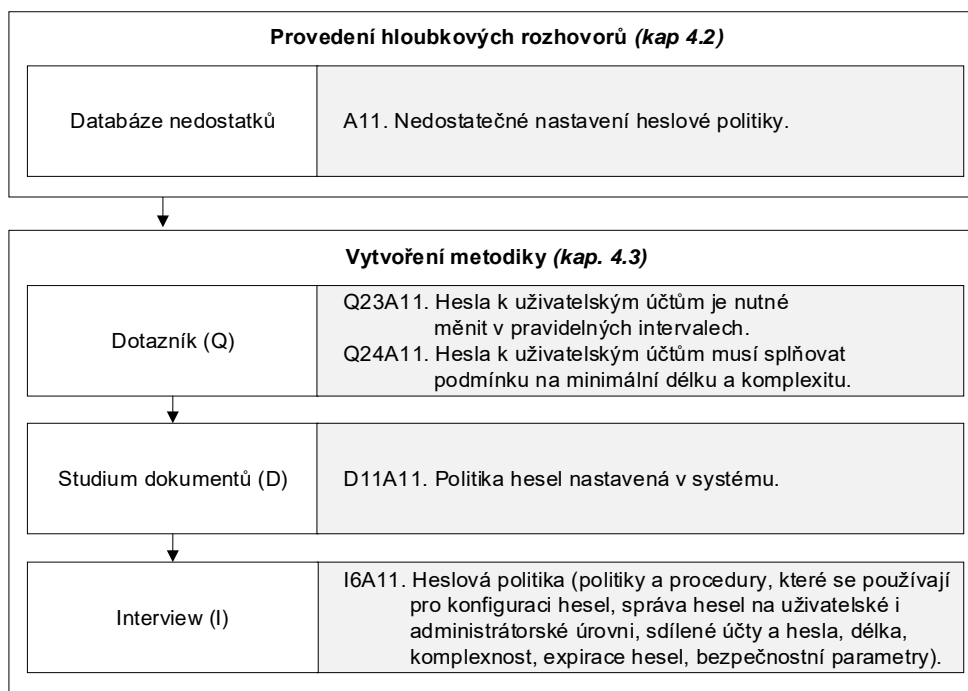 Provedení hloubkových rozhovorů (kap 4.2)
Databáze nedostatků
A11. Nedostatečné nastavení heslové politiky.
Vytvoření metodiky (kap. 4.3)
Dotazník (Q)
Q23A11. Hesla k uživatelským účtům je nutné
měnit v pravidelných intervalech.
Q24A11. Hesla k uživatelským účtům musí splňovat
podmínku na minimální délku a komplexitu.
Studium dokumentů (D)
D11A11. Politika hesel nastavená v systému.
Interview (I)
I6A11. Heslová politika (politiky a procedury, které se používají
pro konfiguraci hesel, správa hesel na uživatelské i
administrátorské úrovni, sdílené účty a hesla, délka,
komplexnost, expirace hesel, bezpečnostní parametry).